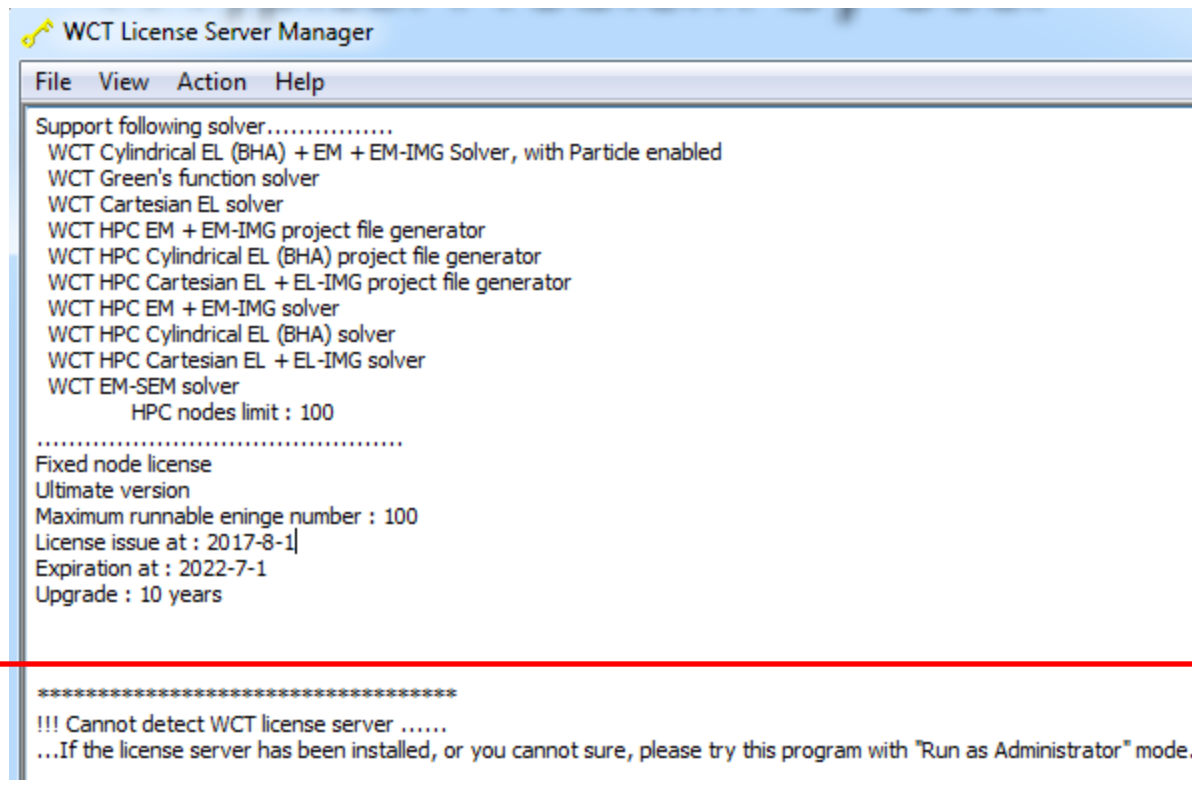 WCT License Server Manager
File View Action Help
Support following solver................
WCT Cylindrical EL (BHA) + EM + EM-IMG Solver, with Particle enabled
WCT Green's function solver
WCT Cartesian EL solver
WCT HPC EM + EM-IMG project file generator
WCT HPC Cylindrical EL (BHA) project file generator
WCT HPC Cartesian EL + EL-IMG project file generator
WCT HPC EM + EM-IMG solver
WCT HPC Cylindrical EL (BHA) solver
WCT HPC Cartesian EL + EL-IMG solver
WCT EM-SEM solver
HPC nodes limit : 100
..............................................
Fixed node license
Ultimate version
Maximum runnable eninge number : 100
License issue at : 2017-8-1
Expiration at : 2022-7-1
Upgrade : 10 years
***********************************
!!! Cannot detect WCT license server ......
...If the license server has been installed, or you cannot sure, please try this program with "Run as Administrator" mode.